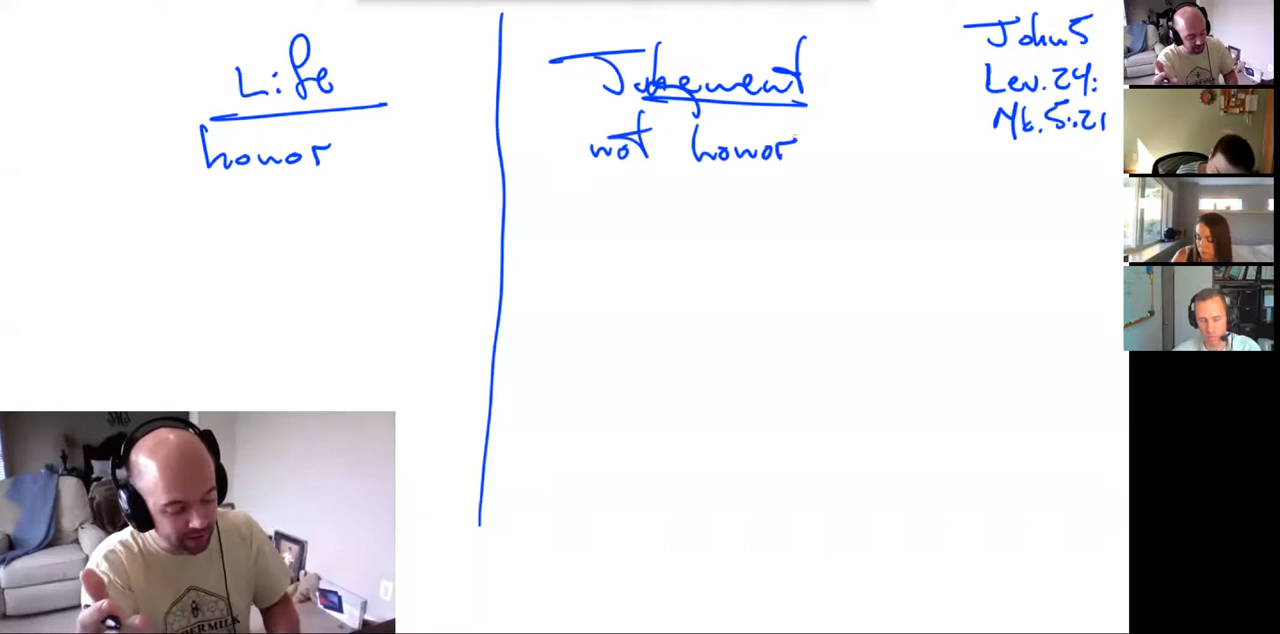 Life
honor
Judgement
not honor
John 5
Lev. 24:
Mk. 5:21